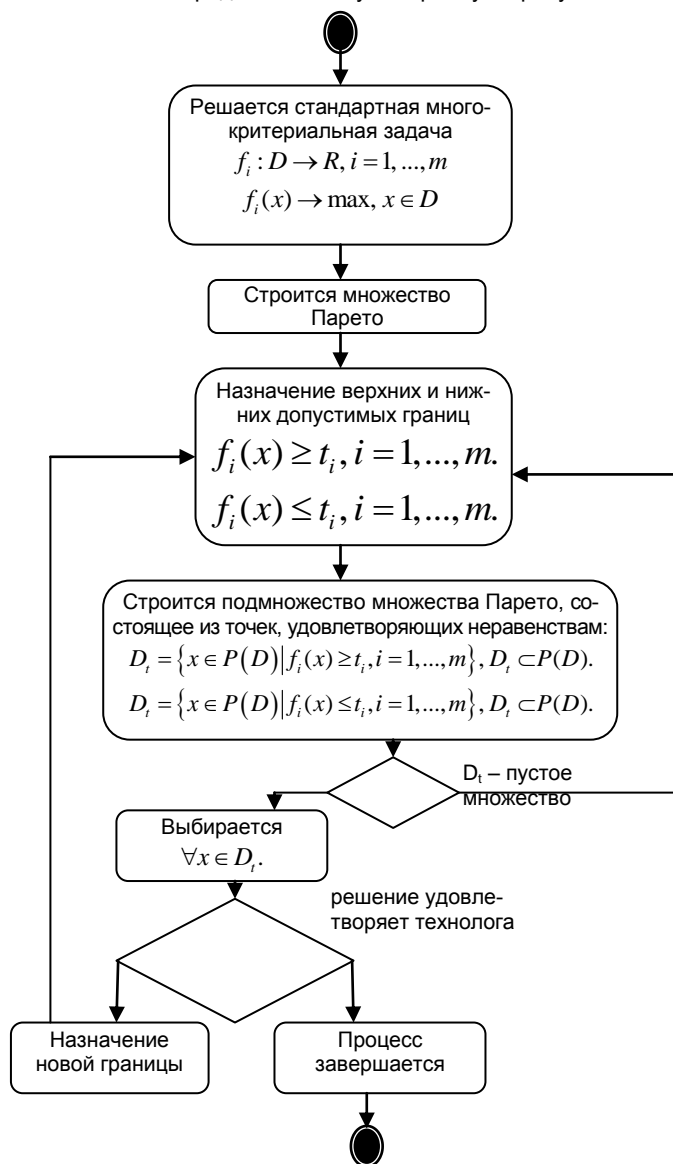 Решается стандартная много-
критериальная задача
f_i : D → R, i = 1, ..., m
f_i(x) → max, x ∈ D
Строится множество
Парето
Назначение верхних и ниж-
них допустимых границ
f_i(x) ≥ t_i, i = 1,..., m.
f_i(x) ≤ t_i, i = 1,..., m.
Строится подмножество множества Парето, со-
стоящее из точек, удовлетворяющих неравенствам:
D_t = {x ∈ P(D)| f_i(x) ≥ t_i, i = 1,..., m}, D_t ⊂ P(D).
D_t = {x ∈ P(D)| f_i(x) ≤ t_i, i = 1,..., m}, D_t ⊂ P(D).
D_t – пустое
множество
Выбирается
∀x ∈ D_t.
решение удовле-
творяет технолога
Назначение
новой границы
Процесс
завершается